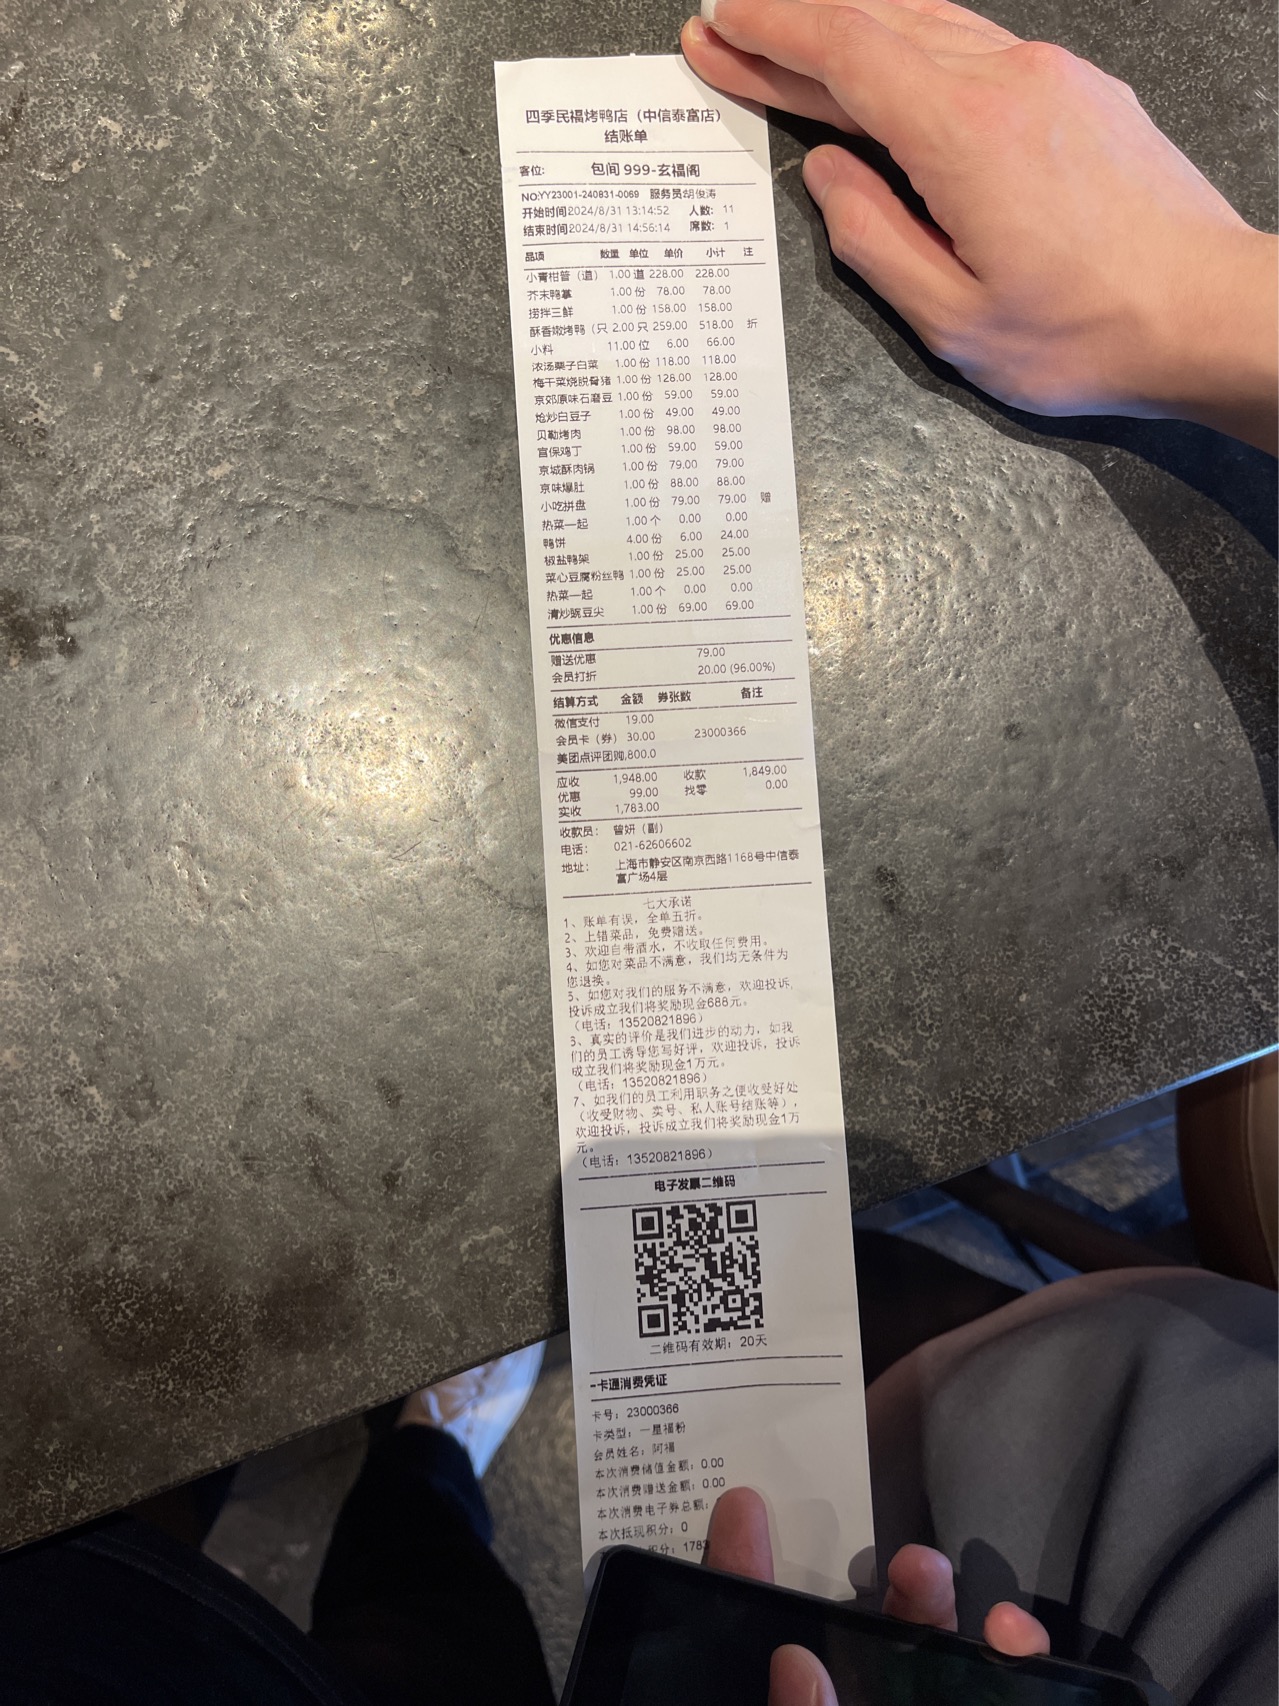 四季民福烤鸭店（中信泰富店）
结账单
客位: 包间 999-玄福阁
NO:YY23001-240831-0069 服务员胡俊涛
开始时间2024/8/31 13:14:52 人数: 11
结束时间2024/8/31 14:56:14 席数: 1
品项 数量 单位 单价 小计 注
小青柑普（道） 1.00 道 228.00 228.00
芥末鸭掌 1.00 份 78.00 78.00
捞拌三鲜 1.00 份 158.00 158.00
酥香嫩烤鸭（只 2.00 只 259.00 518.00 折
小料 11.00 位 6.00 66.00
浓汤栗子白菜 1.00 份 118.00 118.00
梅干菜烧脱骨猪 1.00 份 128.00 128.00
京郊原味石磨豆 1.00 份 59.00 59.00
炝炒白豆子 1.00 份 49.00 49.00
贝勒烤肉 1.00 份 98.00 98.00
宫保鸡丁 1.00 份 59.00 59.00
京城酥肉锅 1.00 份 79.00 79.00
京味爆肚 1.00 份 88.00 88.00
小吃拼盘 1.00 份 79.00 79.00 赠
热菜一起 1.00 个 0.00 0.00
鸭饼 4.00 份 6.00 24.00
椒盐鸭架 1.00 份 25.00 25.00
菜心豆腐粉丝鸭 1.00 份 25.00 25.00
热菜一起 1.00 个 0.00 0.00
清炒豌豆尖 1.00 份 69.00 69.00
优惠信息
赠送优惠 79.00
会员打折 20.00 (96.00%)
结算方式 金额 券张数 备注
微信支付 19.00
会员卡（券） 30.00 23000366
美团点评团购,800.0
应收 1,948.00 收款 1,849.00
优惠 99.00 找零 0.00
实收 1,783.00
收款员: 曾妍（副）
电话: 021-62606602
地址: 上海市静安区南京西路1168号中信泰
富广场4层
七大承诺
1、账单有误，全单五折。
2、上错菜品，免费赠送。
3、欢迎自带酒水，不收取任何费用。
4、如您对菜品不满意，我们均无条件为
您退换。
5、如您对我们的服务不满意，欢迎投诉，
投诉成立我们将奖励现金688元。
（电话：13520821896）
6、真实的评价是我们进步的动力，如我
们的员工诱导您写好评，欢迎投诉，投诉
成立我们将奖励现金1万元。
（电话：13520821896）
7、如我们的员工利用职务之便收受好处
（收受财物、卖号、私人账号结账等），
欢迎投诉，投诉成立我们将奖励现金1万
元。
（电话：13520821896）
电子发票二维码
二维码有效期：20天
一卡通消费凭证
卡号：23000366
卡类型：一星福粉
会员姓名：阿福
本次消费储值金额：0.00
本次消费赠送金额：0.00
本次消费电子券总额：
本次抵现积分：0
积分：1783